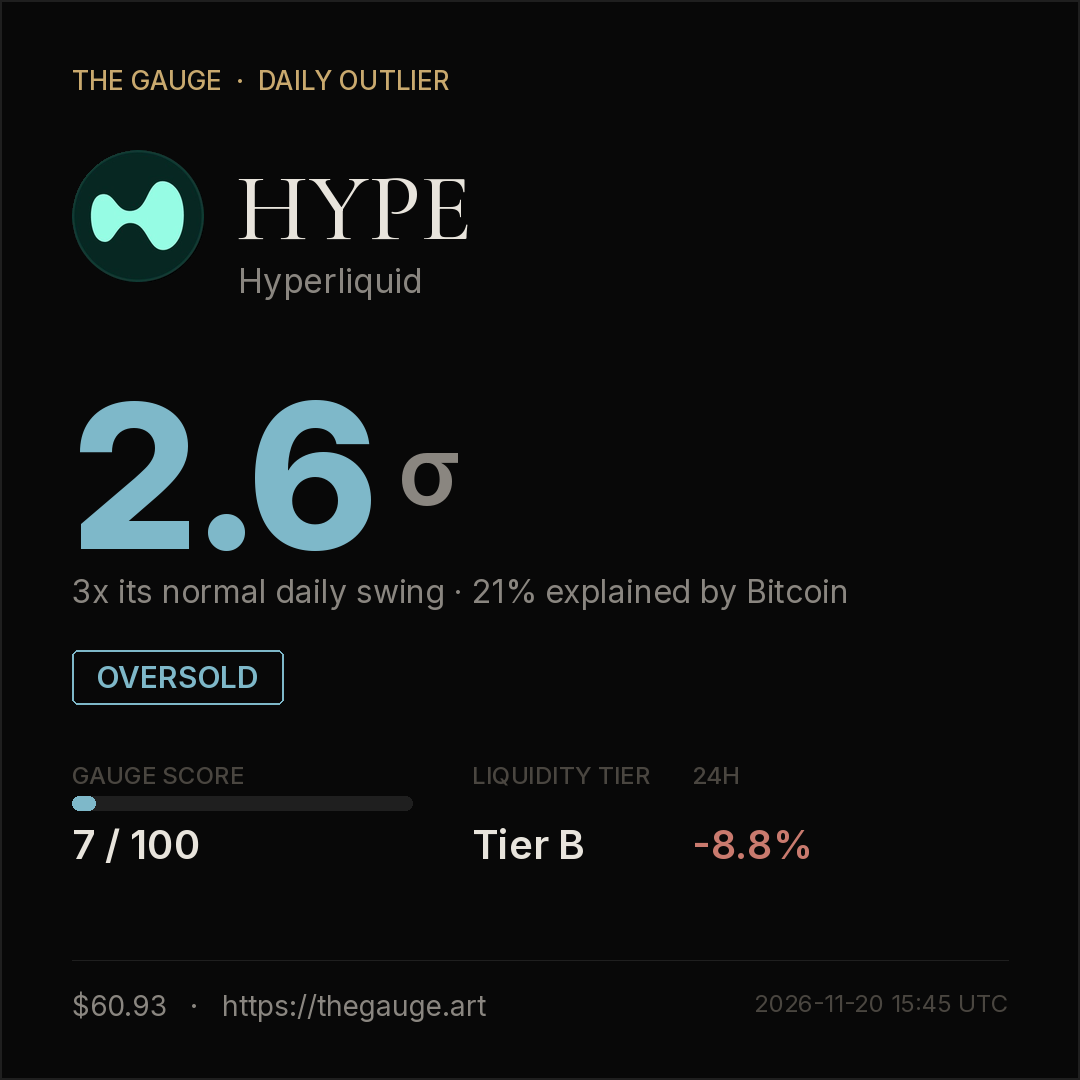 THE GAUGE · DAILY OUTLIER
HYPE
Hyperliquid
2.6 σ
3x its normal daily swing · 21% explained by Bitcoin
OVERSOLD
GAUGE SCORE LIQUIDITY TIER 24H
7 / 100 Tier B -8.8%
$60.93 · https://thegauge.art 2026-11-20 15:45 UTC